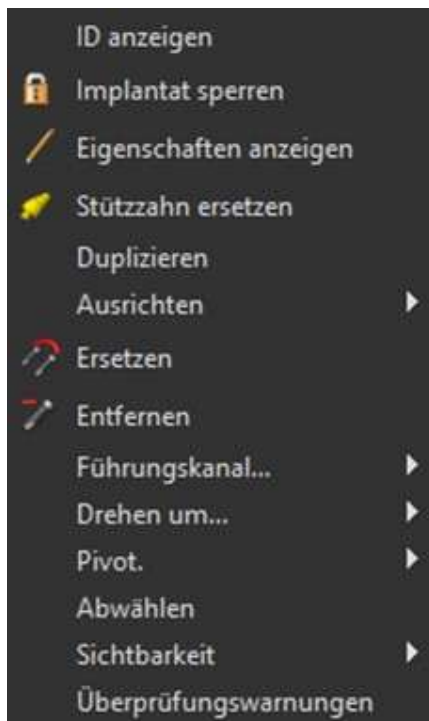 ID anzeigen
Implantat sperren
Eigenschaften anzeigen
Stützzahn ersetzen
Duplizieren
Ausrichten
Ersetzen
Entfernen
Führungskanal...
Drehen um...
Pivot.
Abwählen
Sichtbarkeit
Überprüfungswarnungen